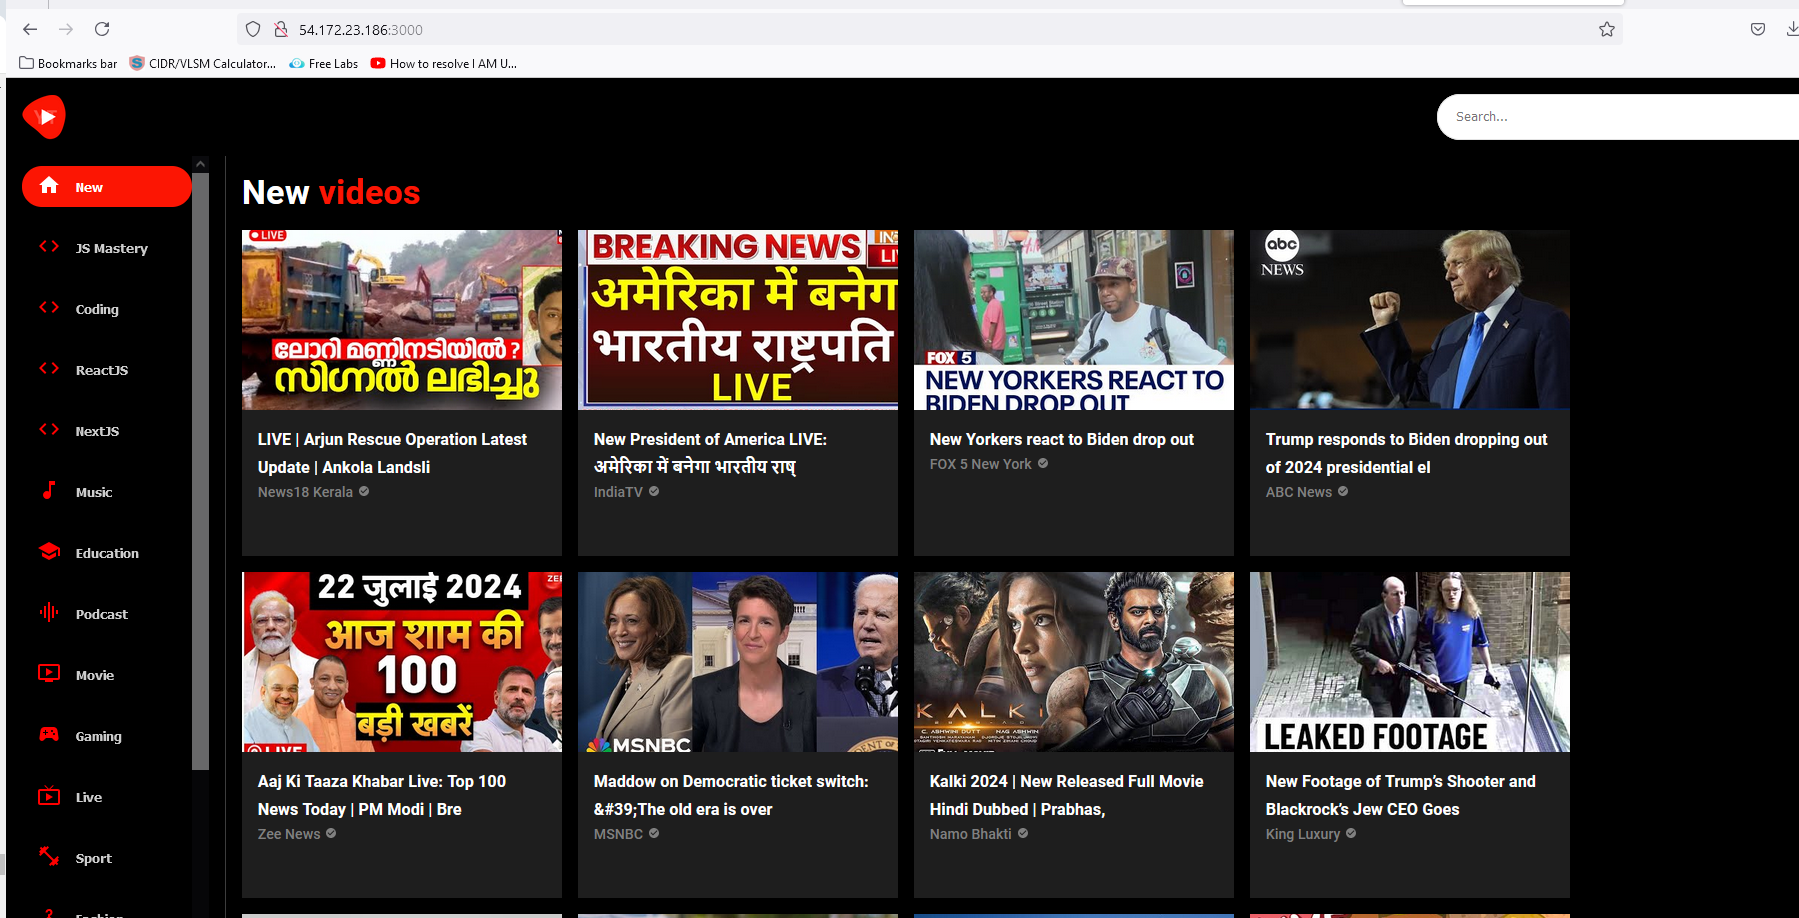 54.172.23.186:3000
Bookmarks bar
CIDR/VLSM Calculator...
Free Labs
How to resolve I AM U...
Search...
New
JS Mastery
Coding
ReactJS
NextJS
Music
Education
Podcast
Movie
Gaming
Live
Sport
Fashion
New videos
LIVE
ലോറി മണ്ണിനടിയിൽ ?
സിഗ്നൽ ലഭിച്ചു
LIVE | Arjun Rescue Operation Latest
Update | Ankola Landsli
News18 Kerala
BREAKING NEWS
अमेरिका में बनेग
भारतीय राष्ट्रपति
LIVE
New President of America LIVE:
अमेरिका में बनेगा भारतीय राष्
IndiaTV
FOX 5
NEW YORKERS REACT TO
BIDEN DROP OUT
New Yorkers react to Biden drop out
FOX 5 New York
abc
NEWS
Trump responds to Biden dropping out
of 2024 presidential el
ABC News
22 जुलाई 2024
आज शाम की
100
बड़ी खबरें
LIVE
Aaj Ki Taaza Khabar Live: Top 100
News Today | PM Modi | Bre
Zee News
MSNBC
Maddow on Democratic ticket switch:
&#39;The old era is over
MSNBC
KALKI
C. ASHWINI DUTT NAG ASHWIN
Kalki 2024 | New Released Full Movie
Hindi Dubbed | Prabhas,
Namo Bhakti
LEAKED FOOTAGE
New Footage of Trump’s Shooter and
Blackrock’s Jew CEO Goes
King Luxury